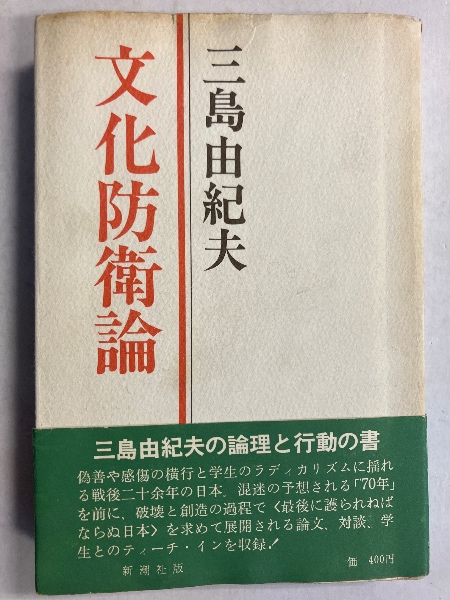 三島由紀夫
文化防衛論
三島由紀夫の論理と行動の書
偽善や感傷の横行と学生のラディカリズムに揺れ
る戦後二十余年の日本。混迷の予想される「70年」
を前に、破壊と創造の過程で〈最後に護られねば
ならぬ日本〉を求めて展開される論文、対談、学
生とのティーチ・インを収録！
新潮社版
価 400円